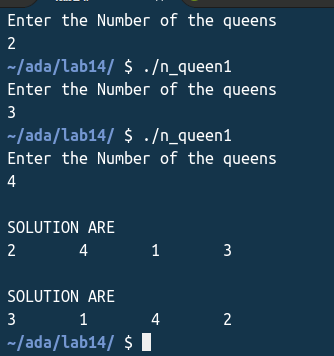 Enter the Number of the queens
2
~/ada/lab14/ $ ./n_queen1
Enter the Number of the queens
3
~/ada/lab14/ $ ./n_queen1
Enter the Number of the queens
4
SOLUTION ARE
2 4 1 3
SOLUTION ARE
3 1 4 2
~/ada/lab14/ $